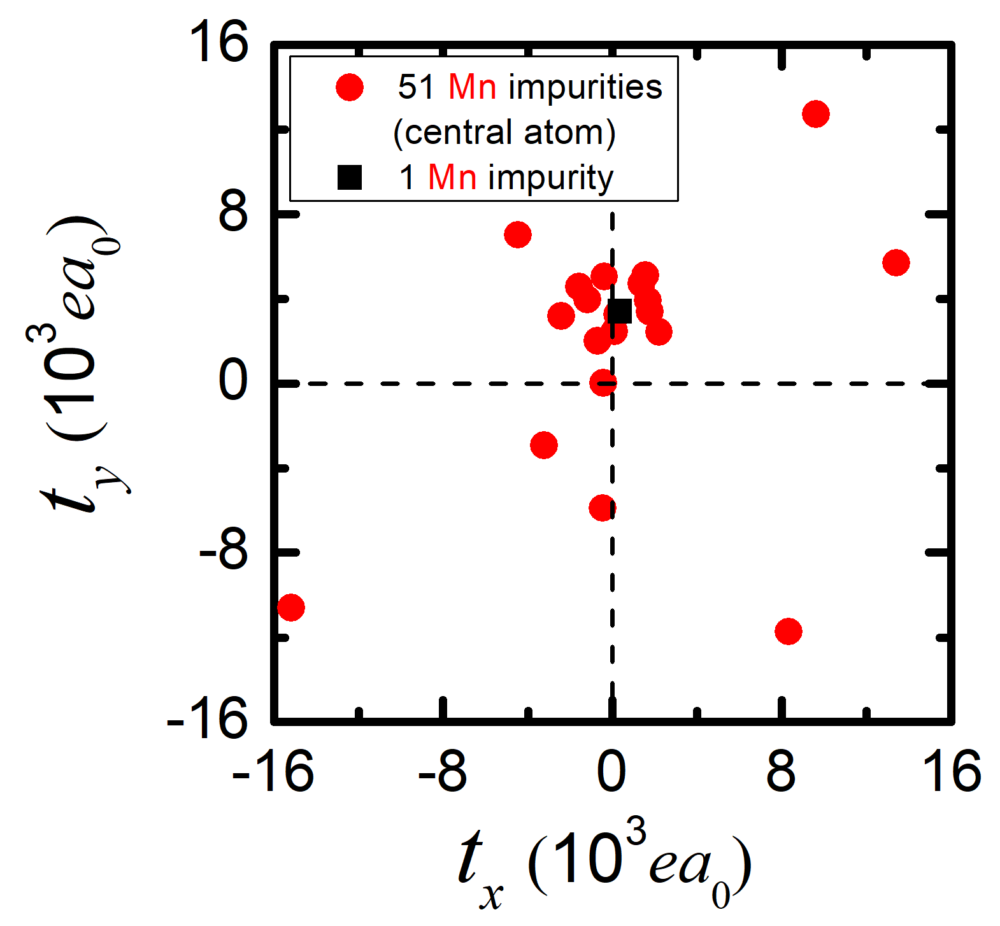 16
51 Mn impurities
(central atom)
1 Mn impurity
8
0
-8
-16
t_y (10^3 ea_0)
-16 -8 0 8 16
t_x (10^3 ea_0)